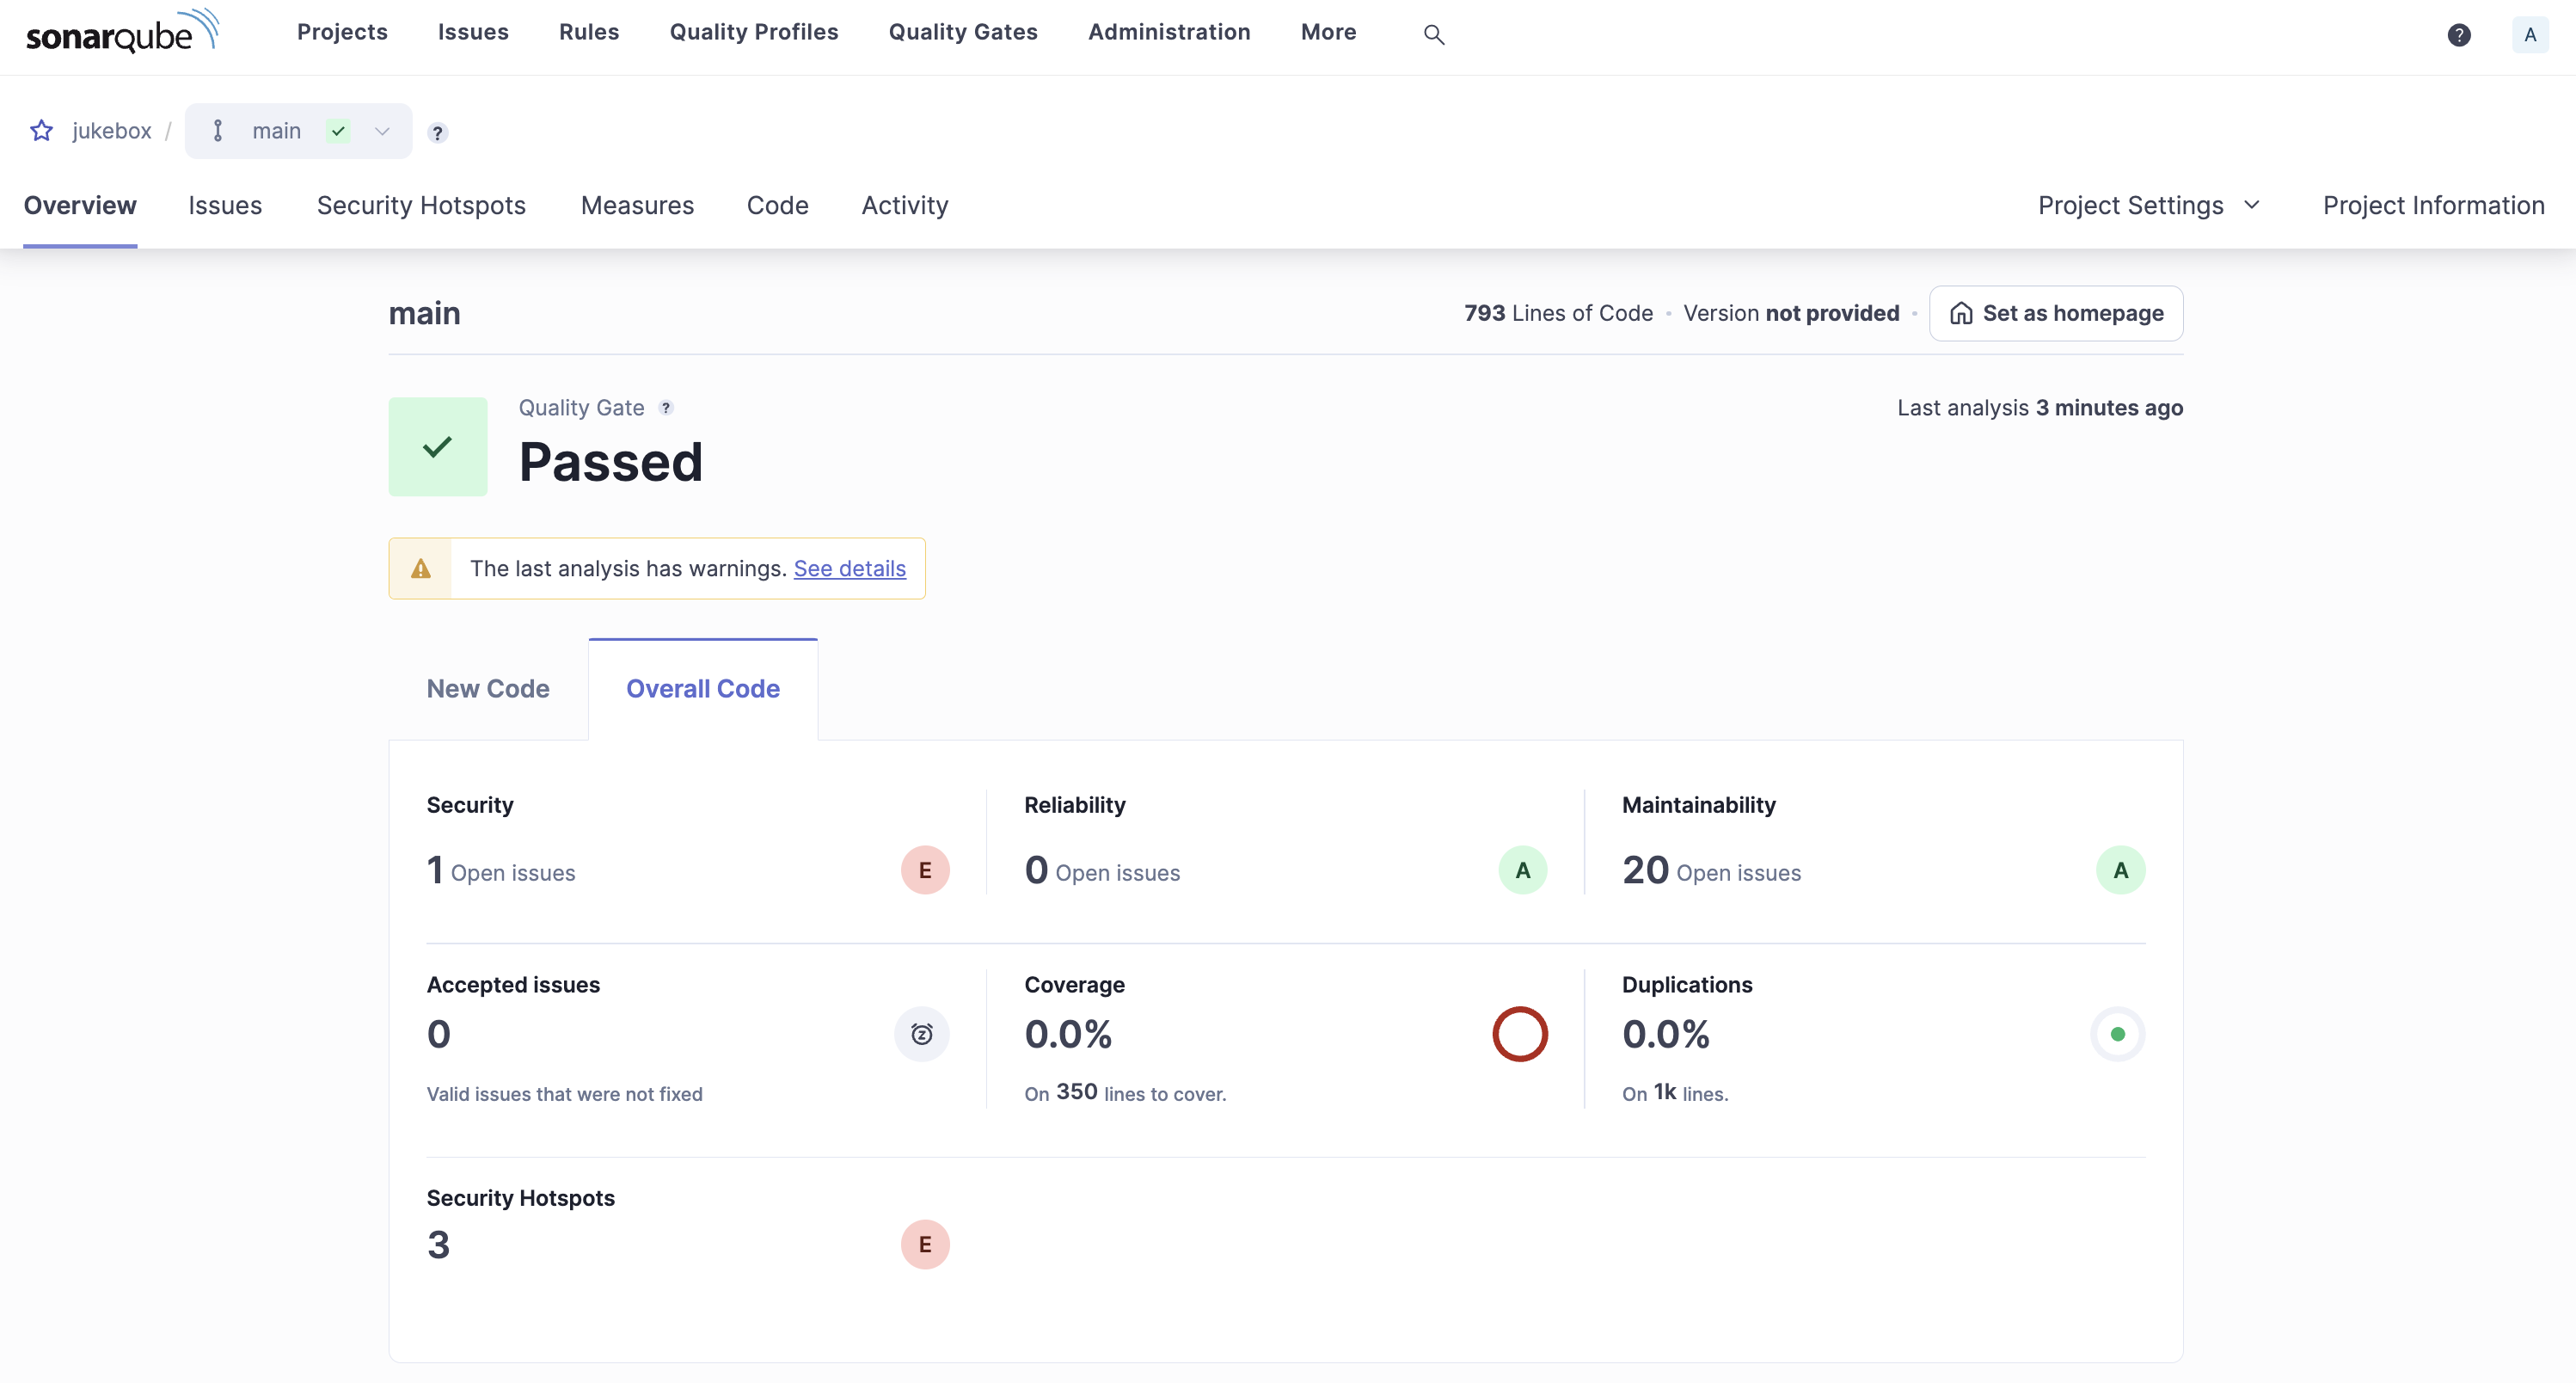 sonarqube Projects Issues Rules Quality Profiles Quality Gates Administration More ? A
jukebox / main ?
Overview Issues Security Hotspots Measures Code Activity Project Settings Project Information
main 793 Lines of Code • Version not provided • Set as homepage
Quality Gate ? Last analysis 3 minutes ago
Passed
The last analysis has warnings. See details
New Code Overall Code
Security Reliability Maintainability
1 Open issues E 0 Open issues A 20 Open issues A
Accepted issues Coverage Duplications
0 z 0.0% 0.0%
Valid issues that were not fixed On 350 lines to cover. On 1k lines.
Security Hotspots
3 E